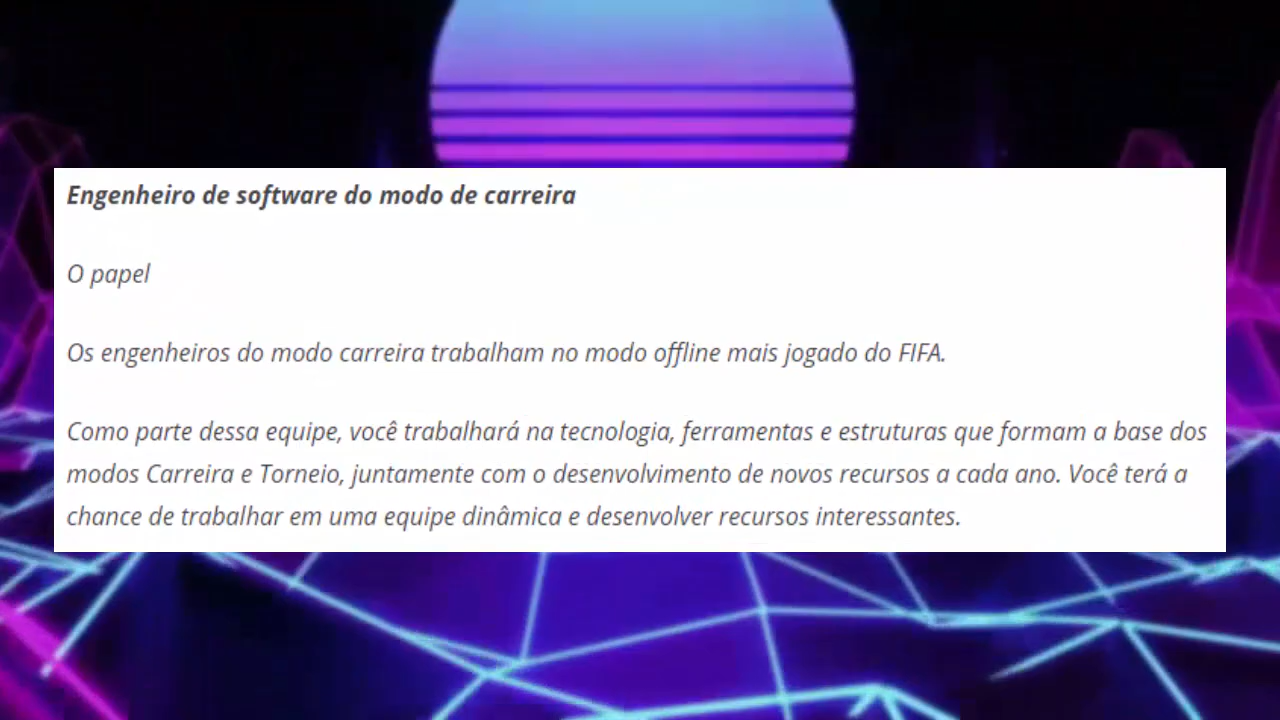 Engenheiro de software do modo de carreira
O papel
Os engenheiros do modo carreira trabalham no modo offline mais jogado do FIFA.
Como parte dessa equipe, você trabalhará na tecnologia, ferramentas e estruturas que formam a base dos
modos Carreira e Torneio, juntamente com o desenvolvimento de novos recursos a cada ano. Você terá a
chance de trabalhar em uma equipe dinâmica e desenvolver recursos interessantes.